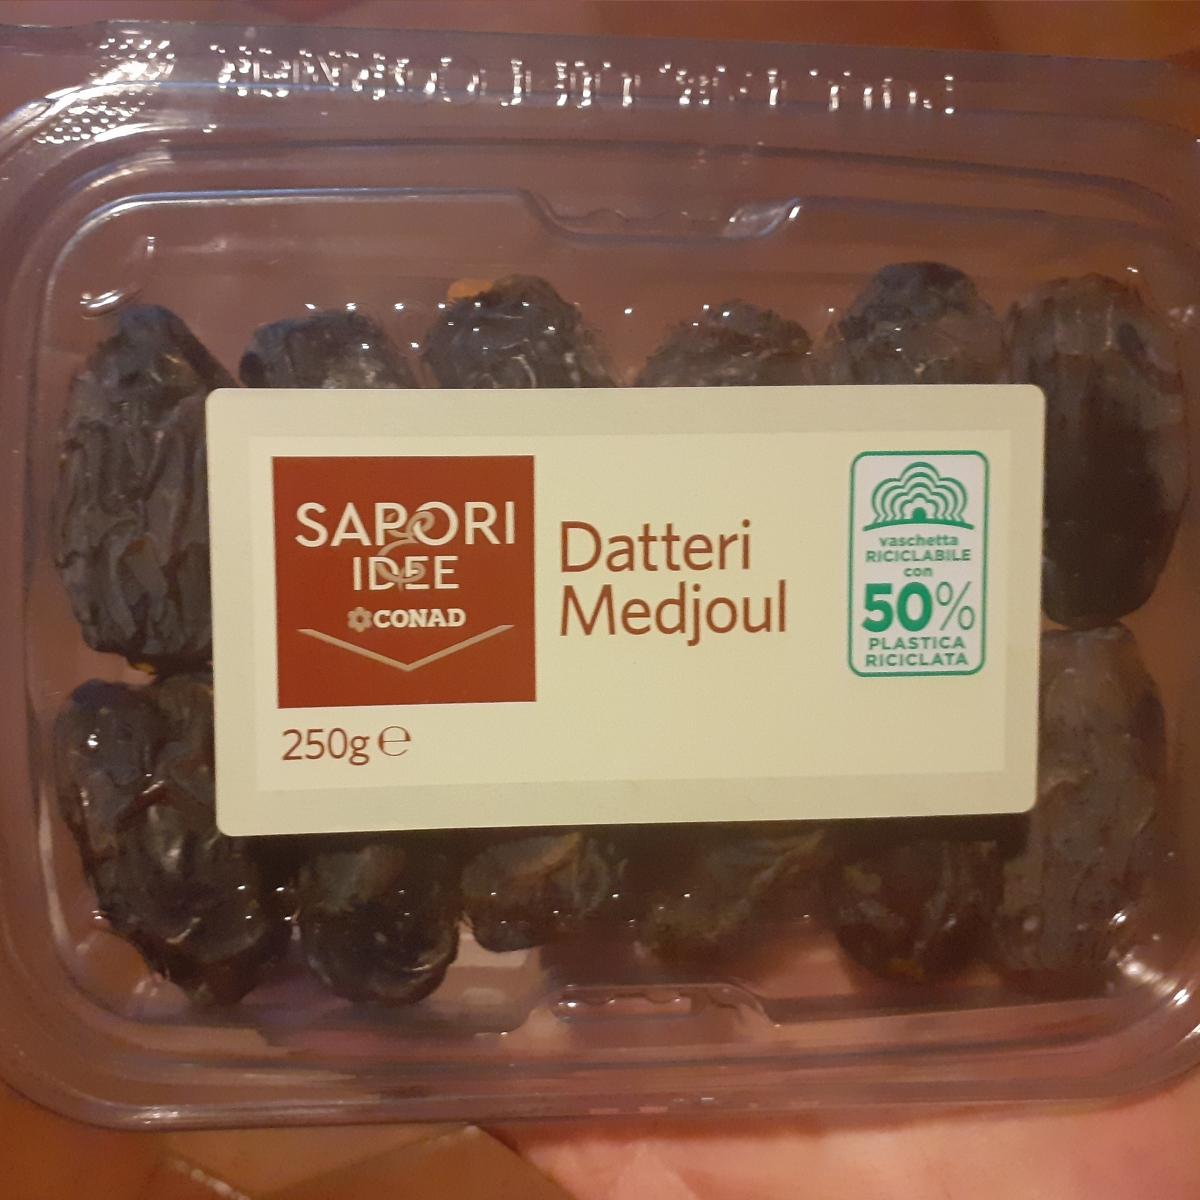 SAPORI
&
IDEE
CONAD
Datteri
Medjoul
250g ℮
vaschetta
RICICLABILE
con
50%
PLASTICA
RICICLATA